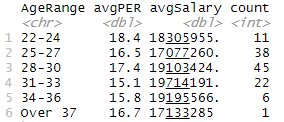 AgeRange avgPER avgSalary count
<chr> <dbl> <dbl> <int>
1 22-24 18.4 18305955. 11
2 25-27 16.5 17077260. 38
3 28-30 17.4 19103424. 45
4 31-33 15.1 19714191. 22
5 34-36 15.8 19195566. 6
6 Over 37 16.7 17133285 1